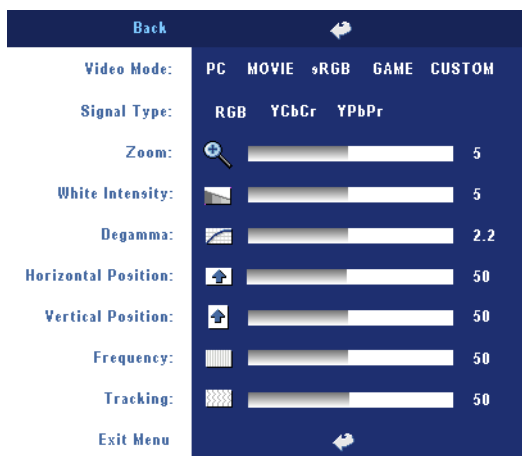 Back
Video Mode: PC MOVIE sRGB GAME CUSTOM
Signal Type: RGB YCbCr YPbPr
Zoom: 5
White Intensity: 5
Degamma: 2.2
Horizontal Position: 50
Vertical Position: 50
Frequency: 50
Tracking: 50
Exit Menu